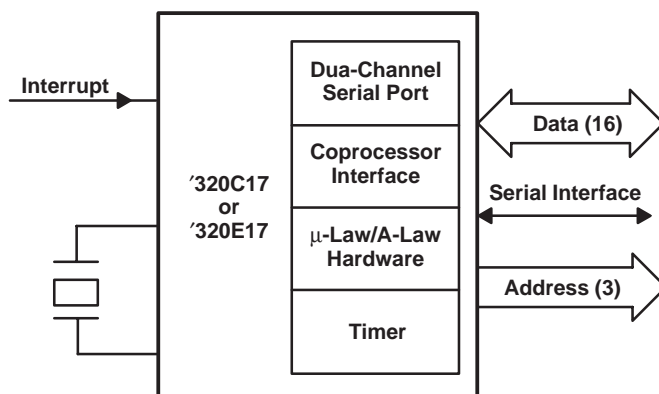 Interrupt
′320C17
or
′320E17
Dua-Channel
Serial Port
Coprocessor
Interface
μ-Law/A-Law
Hardware
Timer
Data (16)
Serial Interface
Address (3)